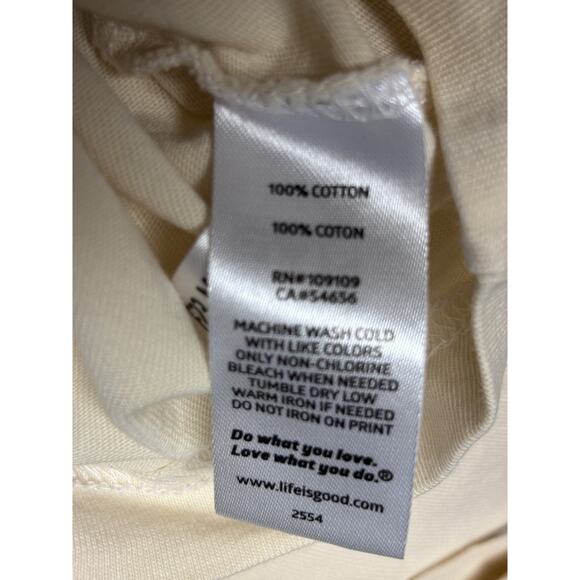 100% COTTON
100% COTON
RN#109109
CA#54656
MACHINE WASH COLD
WITH LIKE COLORS
ONLY NON-CHLORINE
BLEACH WHEN NEEDED
TUMBLE DRY LOW
WARM IRON IF NEEDED
DO NOT IRON ON PRINT
Do what you love.
Love what you do.®
www.lifeisgood.com
2554